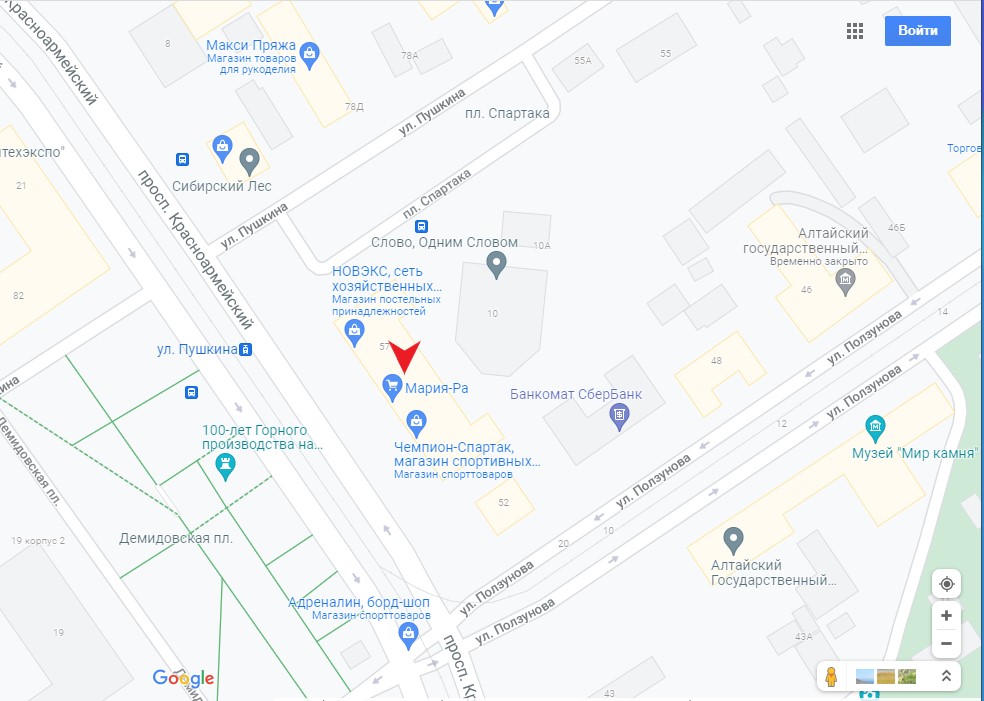 Красноармейский
8
Макси Пряжа
Магазин товаров
для рукоделия
78А
78Д
55А
55
Войти
ул. Пушкина
пл. Спартака
техэкспо"
21
Сибирский Лес
просп. Красноармейский
пл. Спартака
ул. Пушкина
Торгов
46Б
Слово, Одним Словом
10А
Алтайский
государственный...
Временно закрыто
46
НОВЭКС, сеть
хозяйственных...
Магазин постельных
принадлежностей
82
10
14
ул. Пушкина
57
ул. Ползунова
48
Мария-Ра
Банкомат СберБанк
ул. Ползунова
12
100-лет Горного
производства на...
Чемпион-Спартак,
магазин спортивных...
Магазин спорттоваров
Музей "Мир камня"
ина
Демидовская пл.
ул. Ползунова
52
10
20
19 корпус 2
Демидовская пл.
Алтайский
Государственный...
ул. Ползунова
Адреналин, борд-шоп
Магазин спорттоваров
ул. Ползунова
19
43А
просп. Кр
Google
43